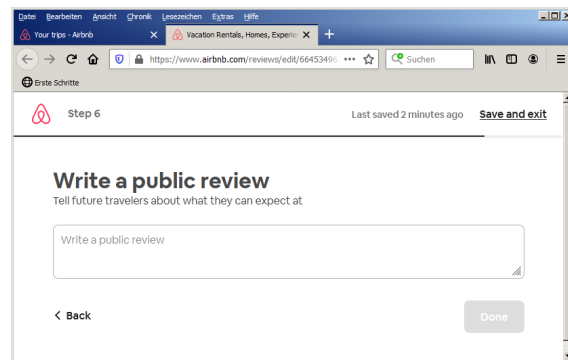 Datei Bearbeiten Ansicht Chronik Lesezeichen Extras Hilfe
Your trips - Airbnb Vacation Rentals, Homes, Experie
https://www.airbnb.com/reviews/edit/66453496 Suchen
Erste Schritte
Step 6 Last saved 2 minutes ago Save and exit
Write a public review
Tell future travelers about what they can expect at
Write a public review
Back Done